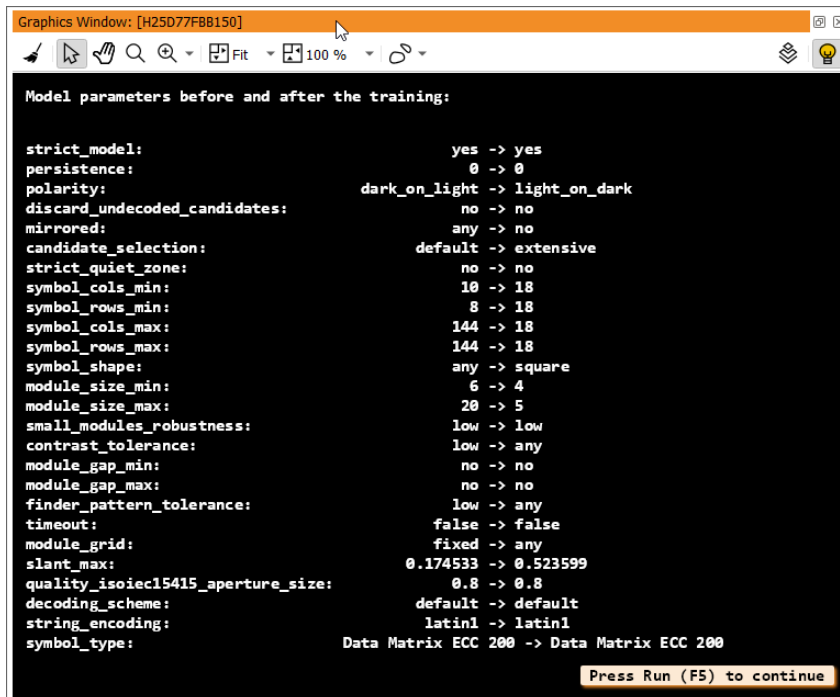 Graphics Window: [H25D77FBB150]
Fit 100 %
Model parameters before and after the training:
strict_model: yes -> yes
persistence: 0 -> 0
polarity: dark_on_light -> light_on_dark
discard_undecoded_candidates: no -> no
mirrored: any -> no
candidate_selection: default -> extensive
strict_quiet_zone: no -> no
symbol_cols_min: 10 -> 18
symbol_rows_min: 8 -> 18
symbol_cols_max: 144 -> 18
symbol_rows_max: 144 -> 18
symbol_shape: any -> square
module_size_min: 6 -> 4
module_size_max: 20 -> 5
small_modules_robustness: low -> low
contrast_tolerance: low -> any
module_gap_min: no -> no
module_gap_max: no -> no
finder_pattern_tolerance: low -> any
timeout: false -> false
module_grid: fixed -> any
slant_max: 0.174533 -> 0.523599
quality_isoiec15415_aperture_size: 0.8 -> 0.8
decoding_scheme: default -> default
string_encoding: latin1 -> latin1
symbol_type: Data Matrix ECC 200 -> Data Matrix ECC 200
Press Run (F5) to continue